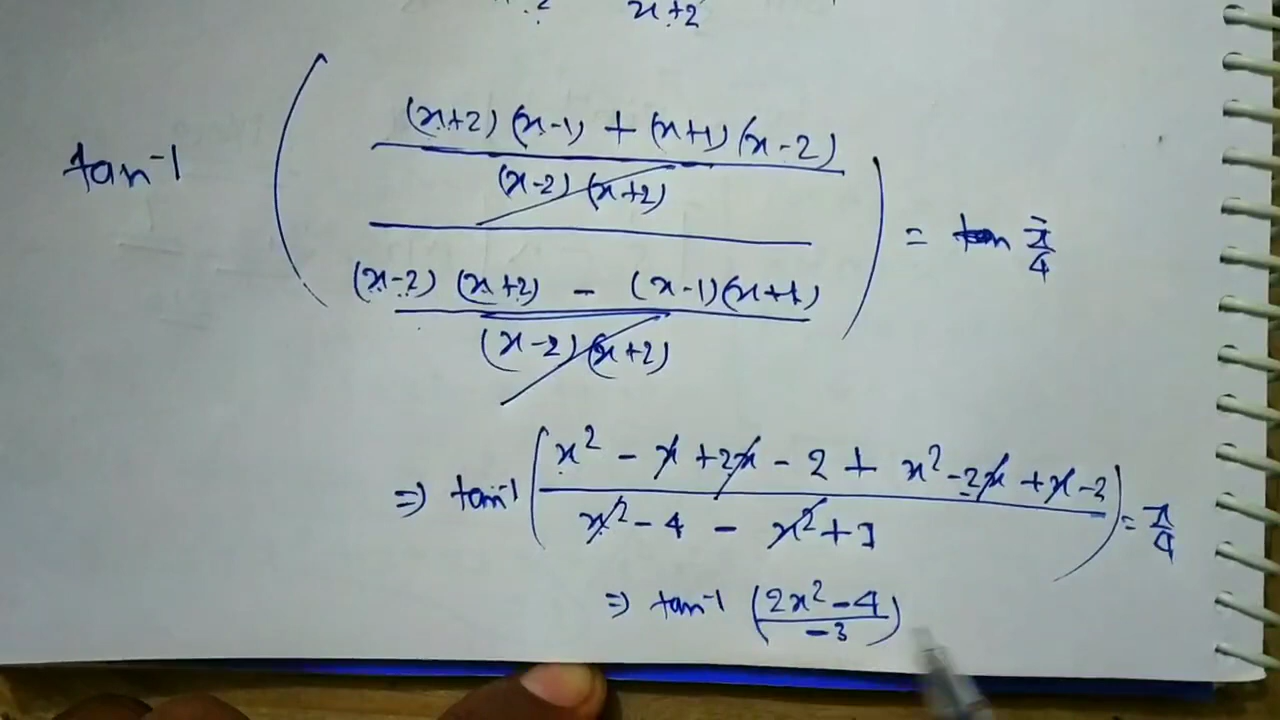 x+2
tan⁻¹ ( ((x+2)(x-1) + (x+1)(x-2)) / ((x-2)(x+2)) / ((x-2)(x+2) - (x-1)(x+1)) / ((x-2)(x+2)) ) = π/4
⇒ tan⁻¹ ( (x² - x + 2x - 2 + x² - 2x + x - 2) / (x² - 4 - x² + 1) ) = π/4
⇒ tan⁻¹ ( (2x² - 4) / -3 )